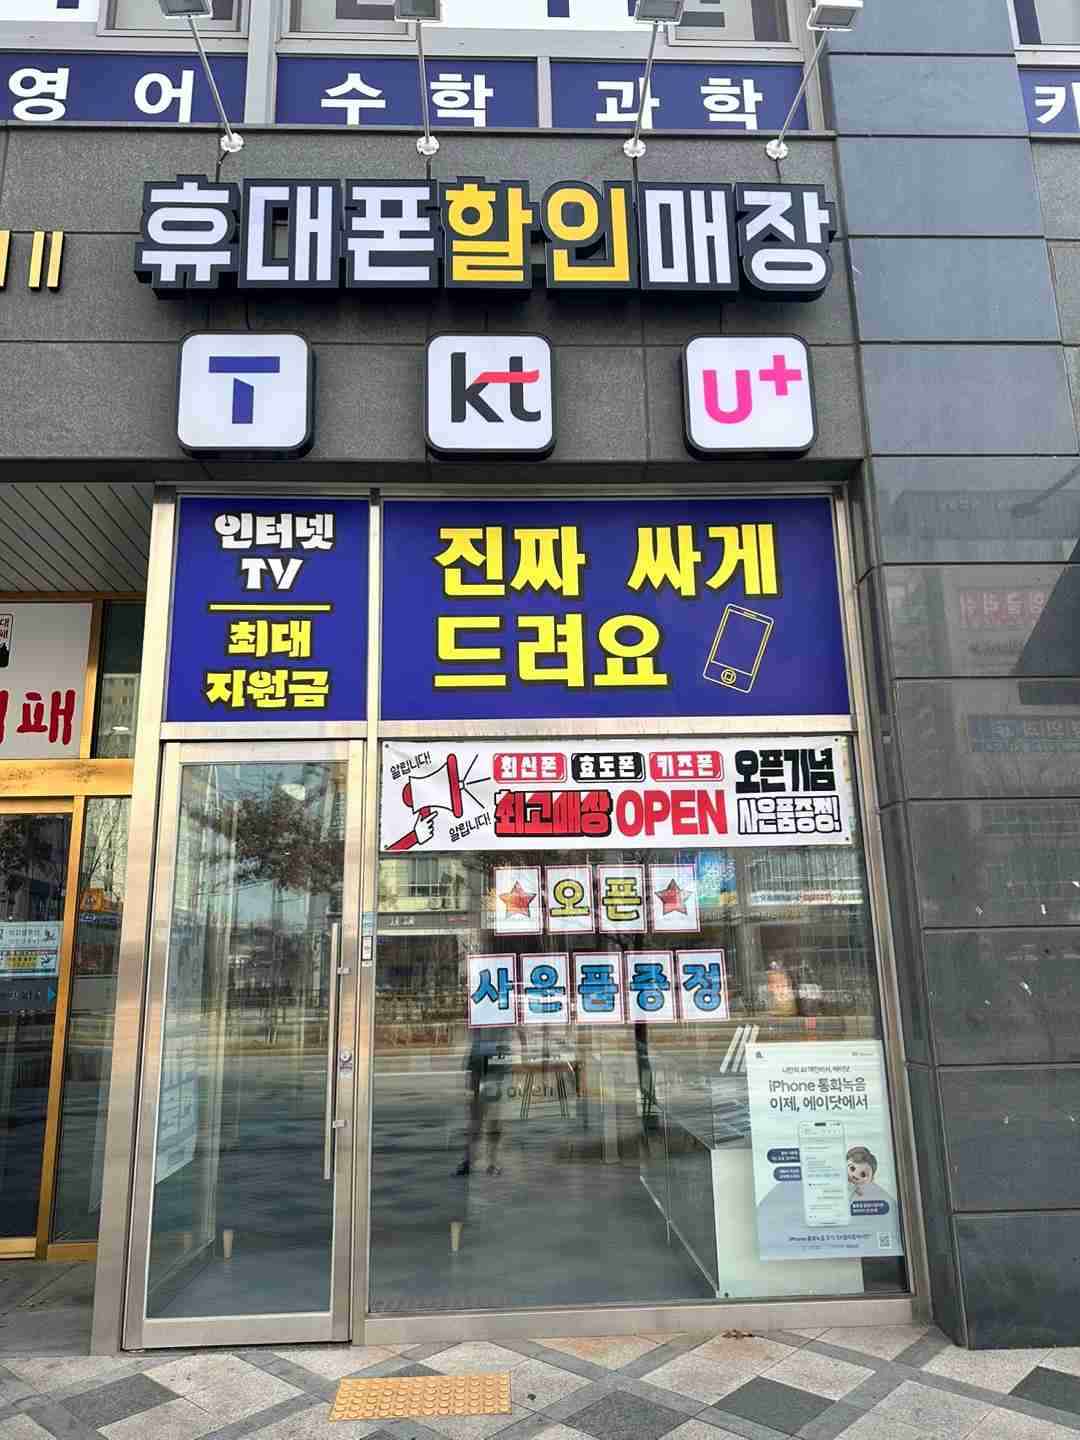 영어 수학 과학
카
휴대폰할인매장
T kt U+
인터넷
TV
최대
지원금
진짜 싸게
드려요
알립니다!
알립니다!
최신폰 효도폰 키즈폰
최고매장 OPEN
오픈기념
사은품증정!
★오픈★
사은품증정
iPhone 통화녹음
이제, 에이닷에서